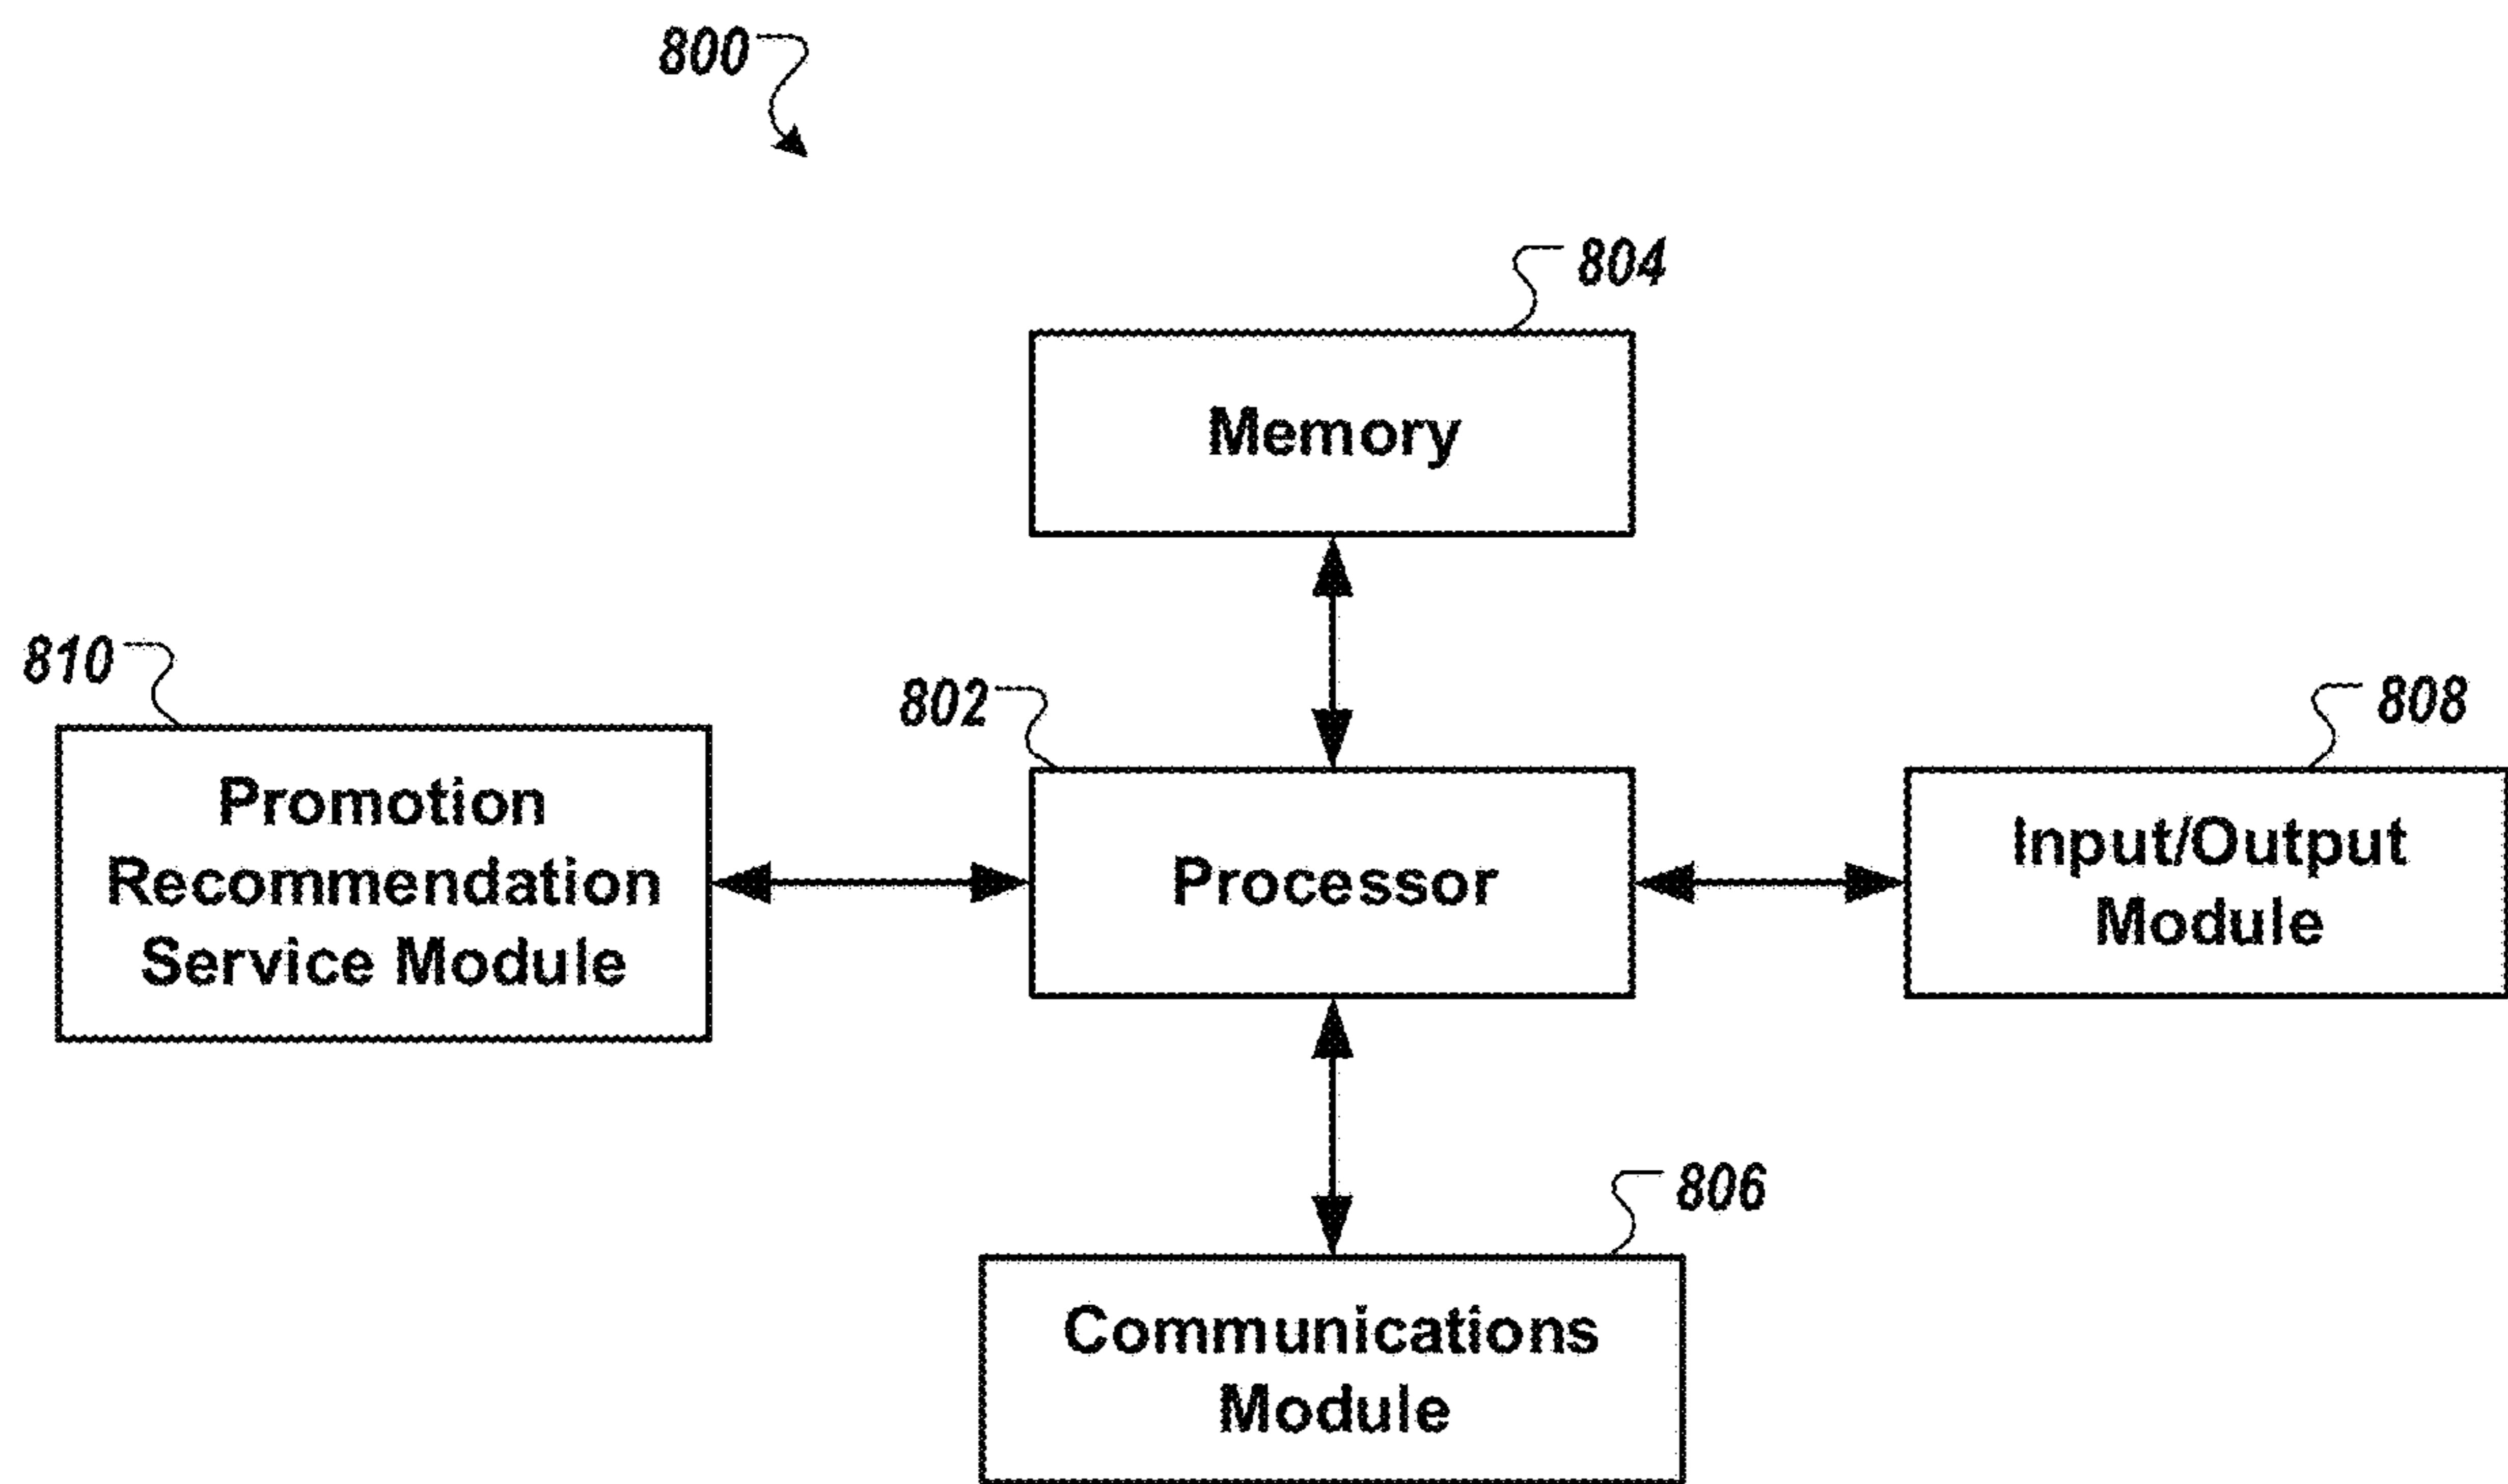 800
804
Memory
810
802
808
Promotion
Recommendation
Service Module
Processor
Input/Output
Module
806
Communications
Module